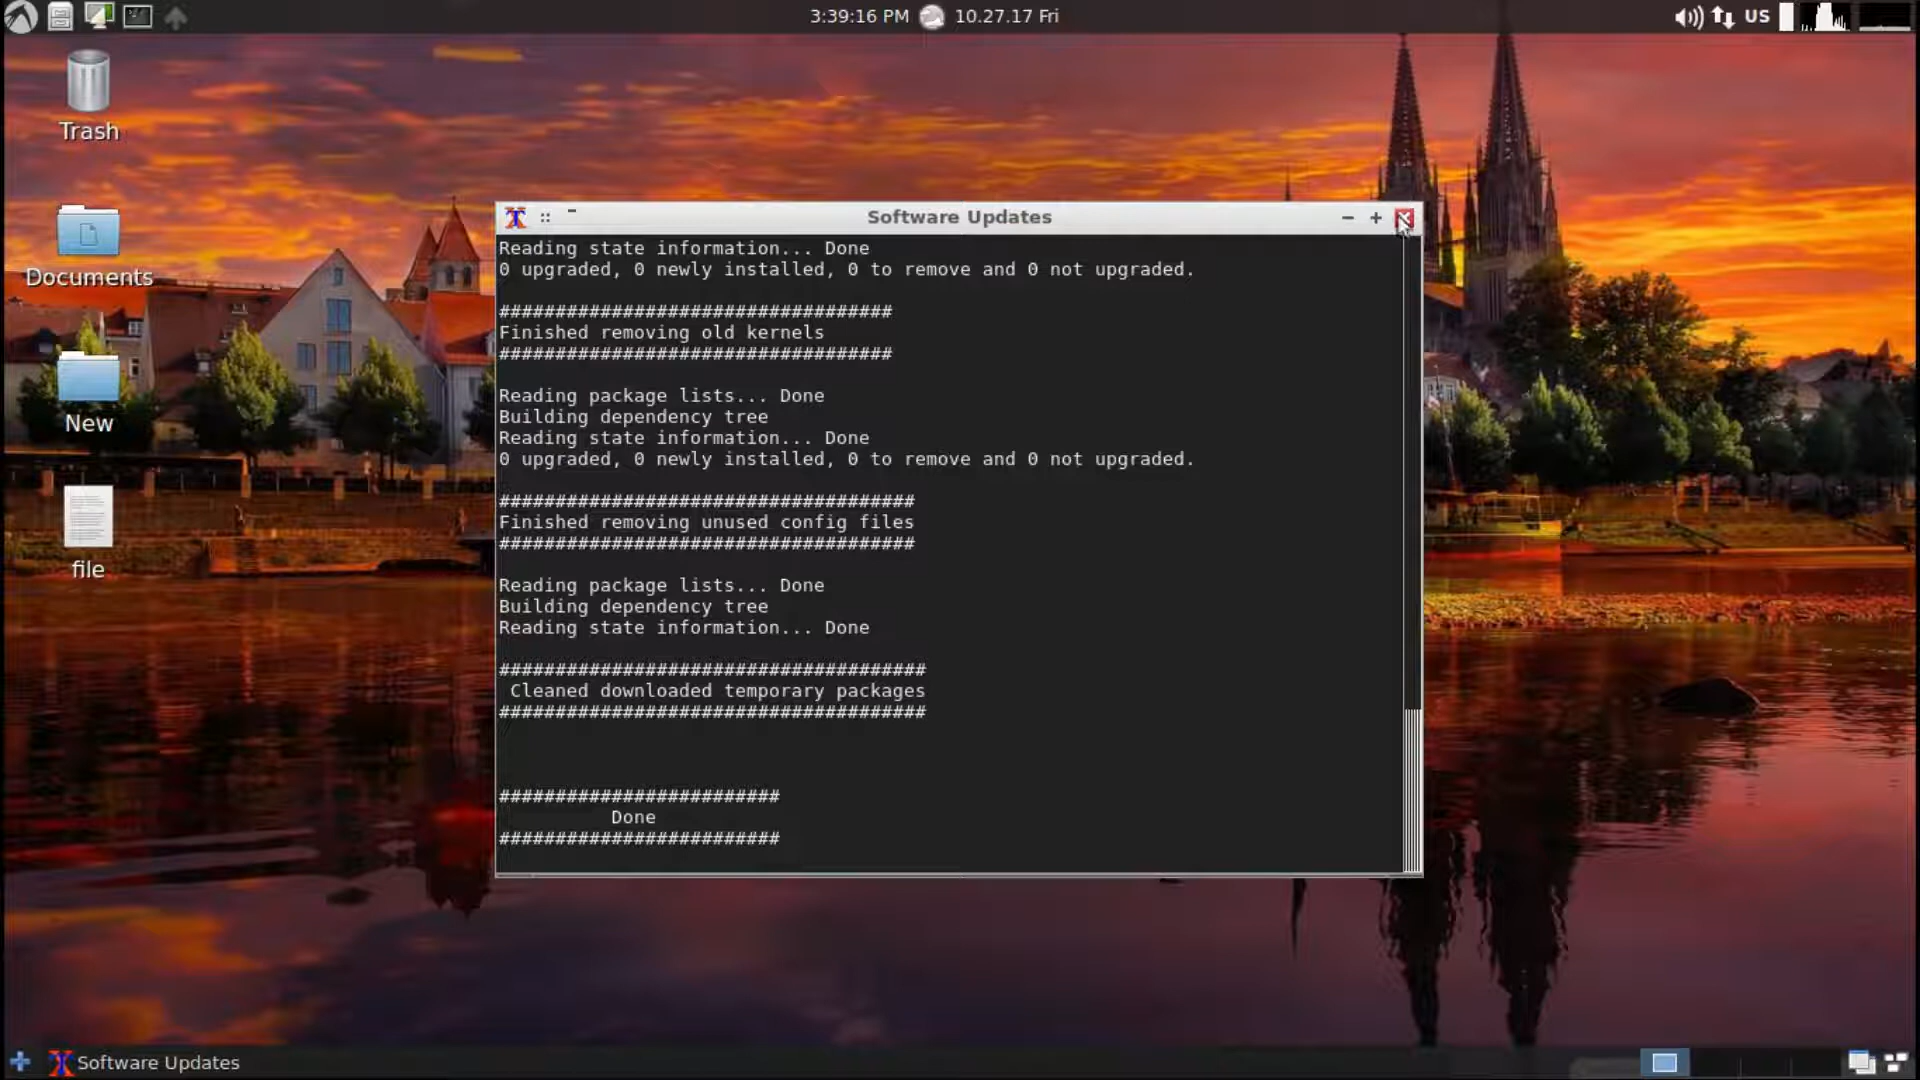 3:39:16 PM 10.27.17 Fri
US
Trash
Documents
New
file
Software Updates
Reading state information... Done
0 upgraded, 0 newly installed, 0 to remove and 0 not upgraded.
###################################
Finished removing old kernels
###################################
Reading package lists... Done
Building dependency tree
Reading state information... Done
0 upgraded, 0 newly installed, 0 to remove and 0 not upgraded.
#####################################
Finished removing unused config files
#####################################
Reading package lists... Done
Building dependency tree
Reading state information... Done
######################################
Cleaned downloaded temporary packages
######################################
#########################
Done
#########################
Software Updates